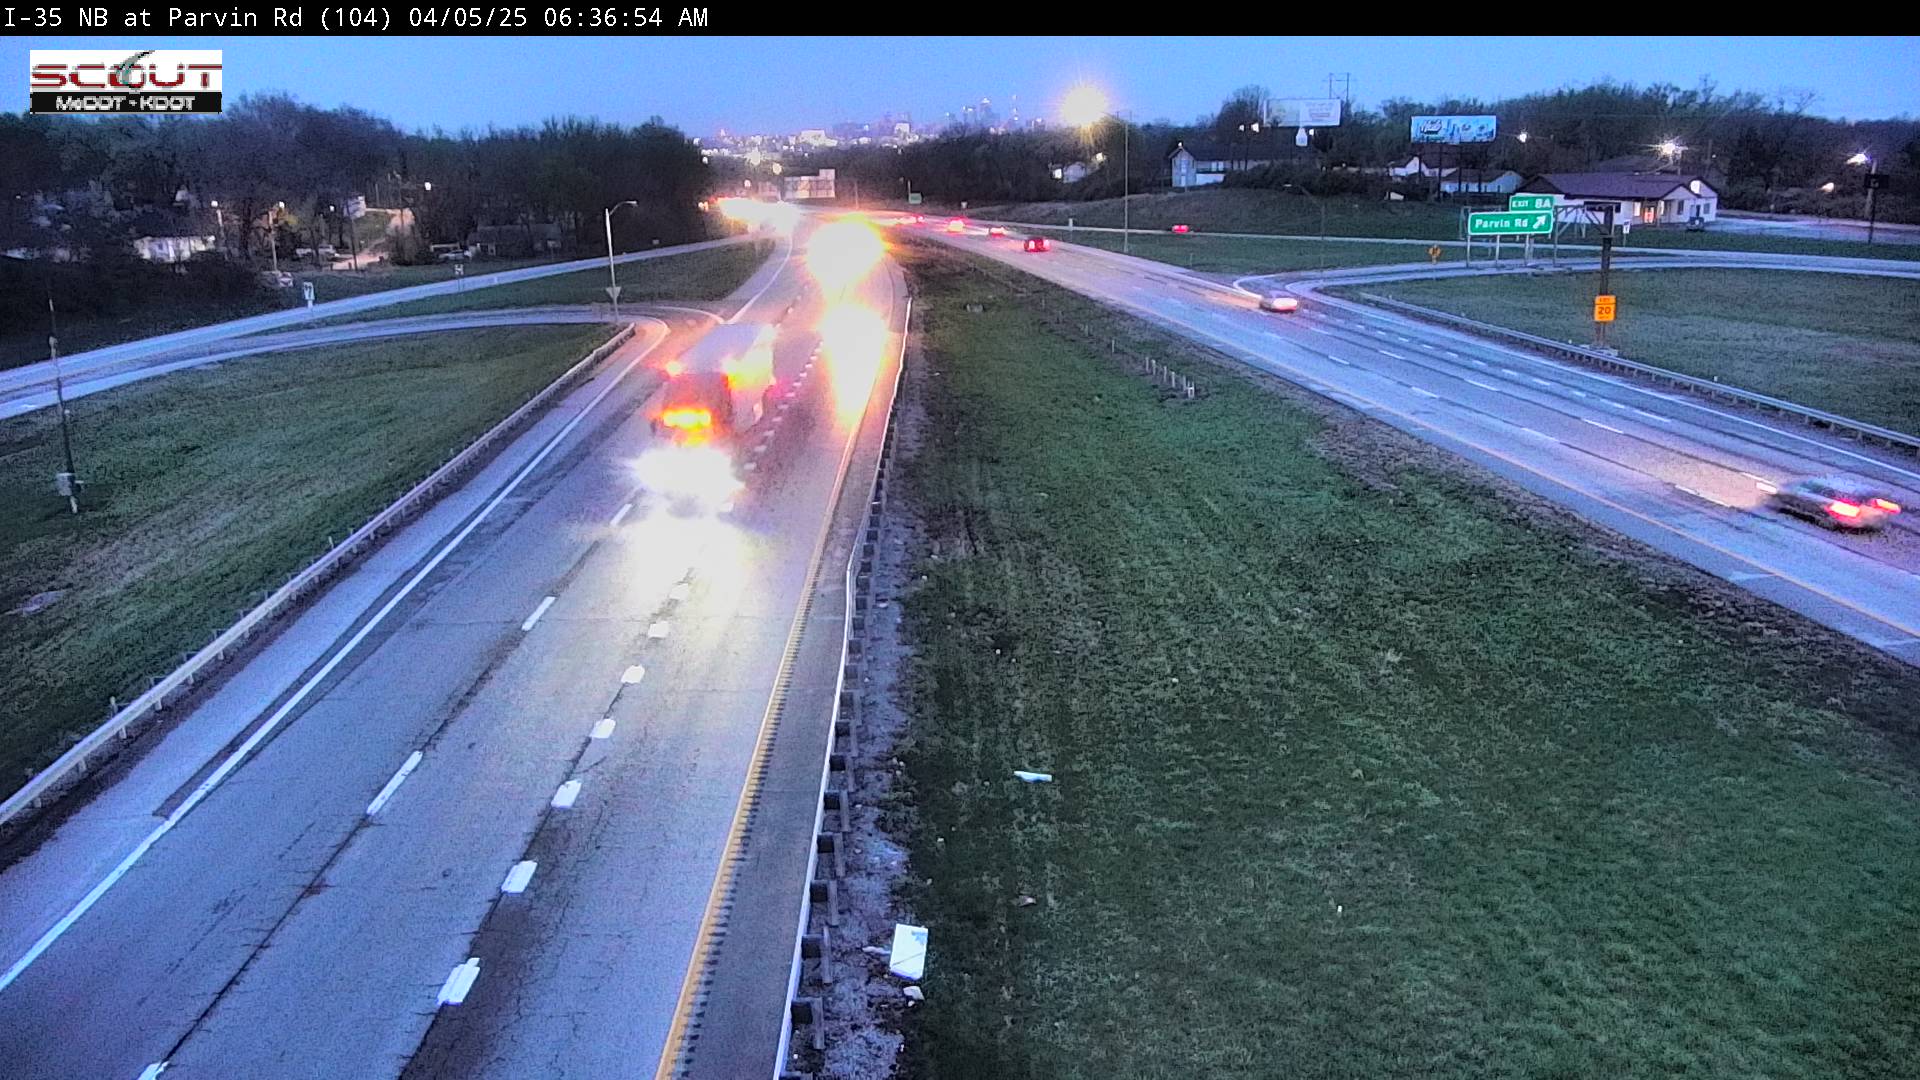 I-35 NB at Parvin Rd (104) 04/05/25 06:36:54 AM
SCOUT
MoDOT - KDOT
EXIT 8A
Parvin Rd
20